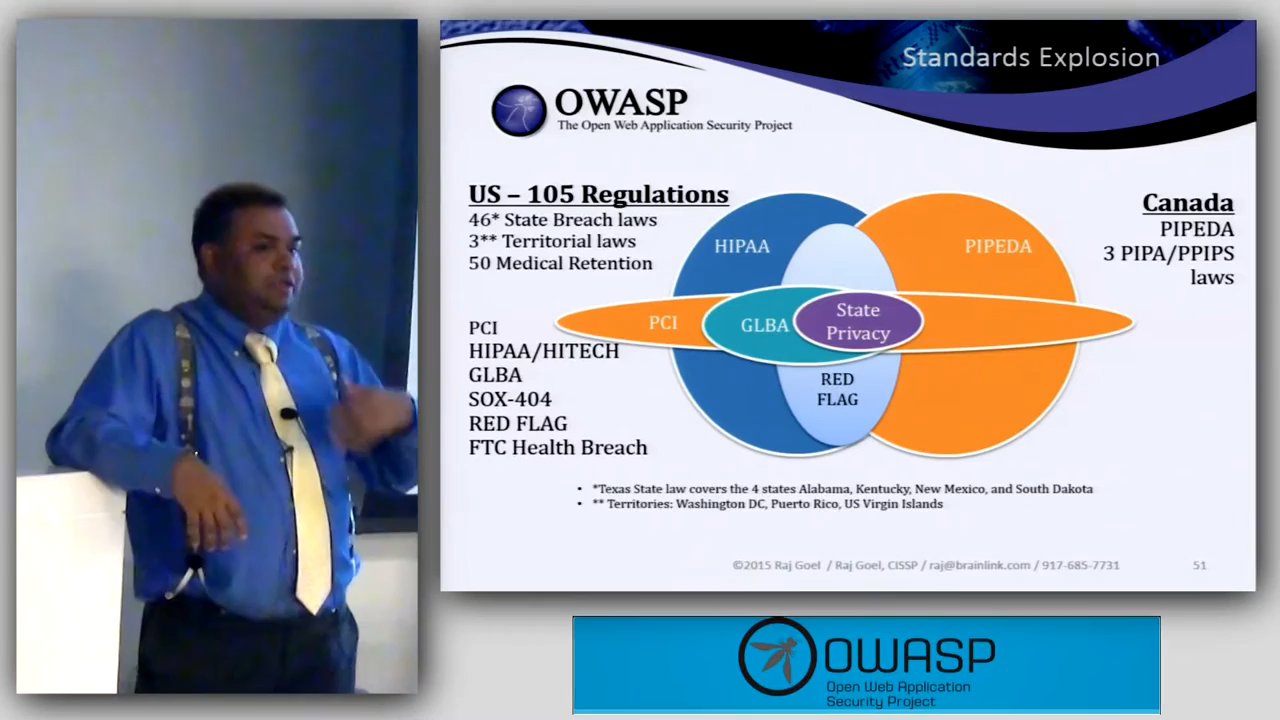 Standards Explosion
OWASP
The Open Web Application Security Project
US – 105 Regulations
46* State Breach laws
3** Territorial laws
50 Medical Retention
PCI
HIPAA/HITECH
GLBA
SOX-404
RED FLAG
FTC Health Breach
HIPAA
PIPEDA
PCI
GLBA
State
Privacy
RED
FLAG
Canada
PIPEDA
3 PIPA/PPIPS
laws
• *Texas State law covers the 4 states Alabama, Kentucky, New Mexico, and South Dakota
• ** Territories: Washington DC, Puerto Rico, US Virgin Islands
©2015 Raj Goel / Raj Goel, CISSP / raj@brainlink.com / 917-685-7731
51
OWASP
Open Web Application
Security Project